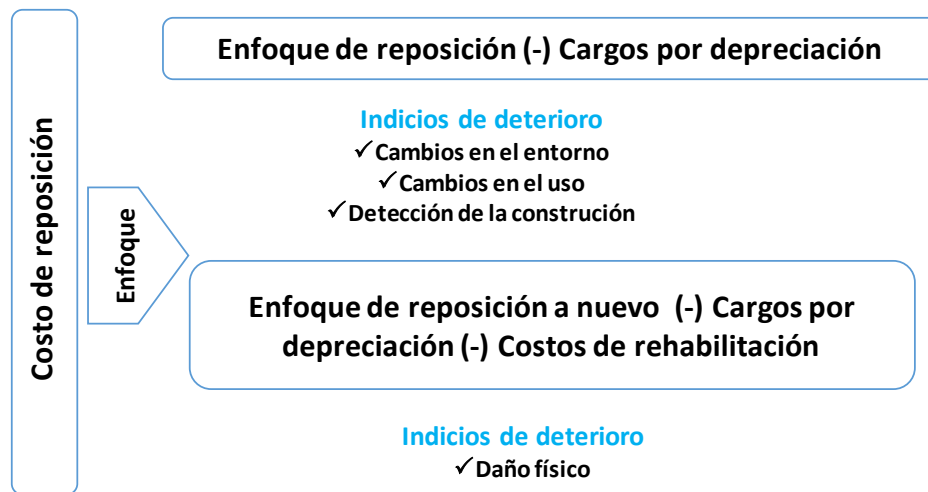 Costo de reposición
Enfoque
Enfoque de reposición (-) Cargos por depreciación
Indicios de deterioro
✓Cambios en el entorno
✓Cambios en el uso
✓Detección de la construción
Enfoque de reposición a nuevo (-) Cargos por
depreciación (-) Costos de rehabilitación
Indicios de deterioro
✓Daño físico